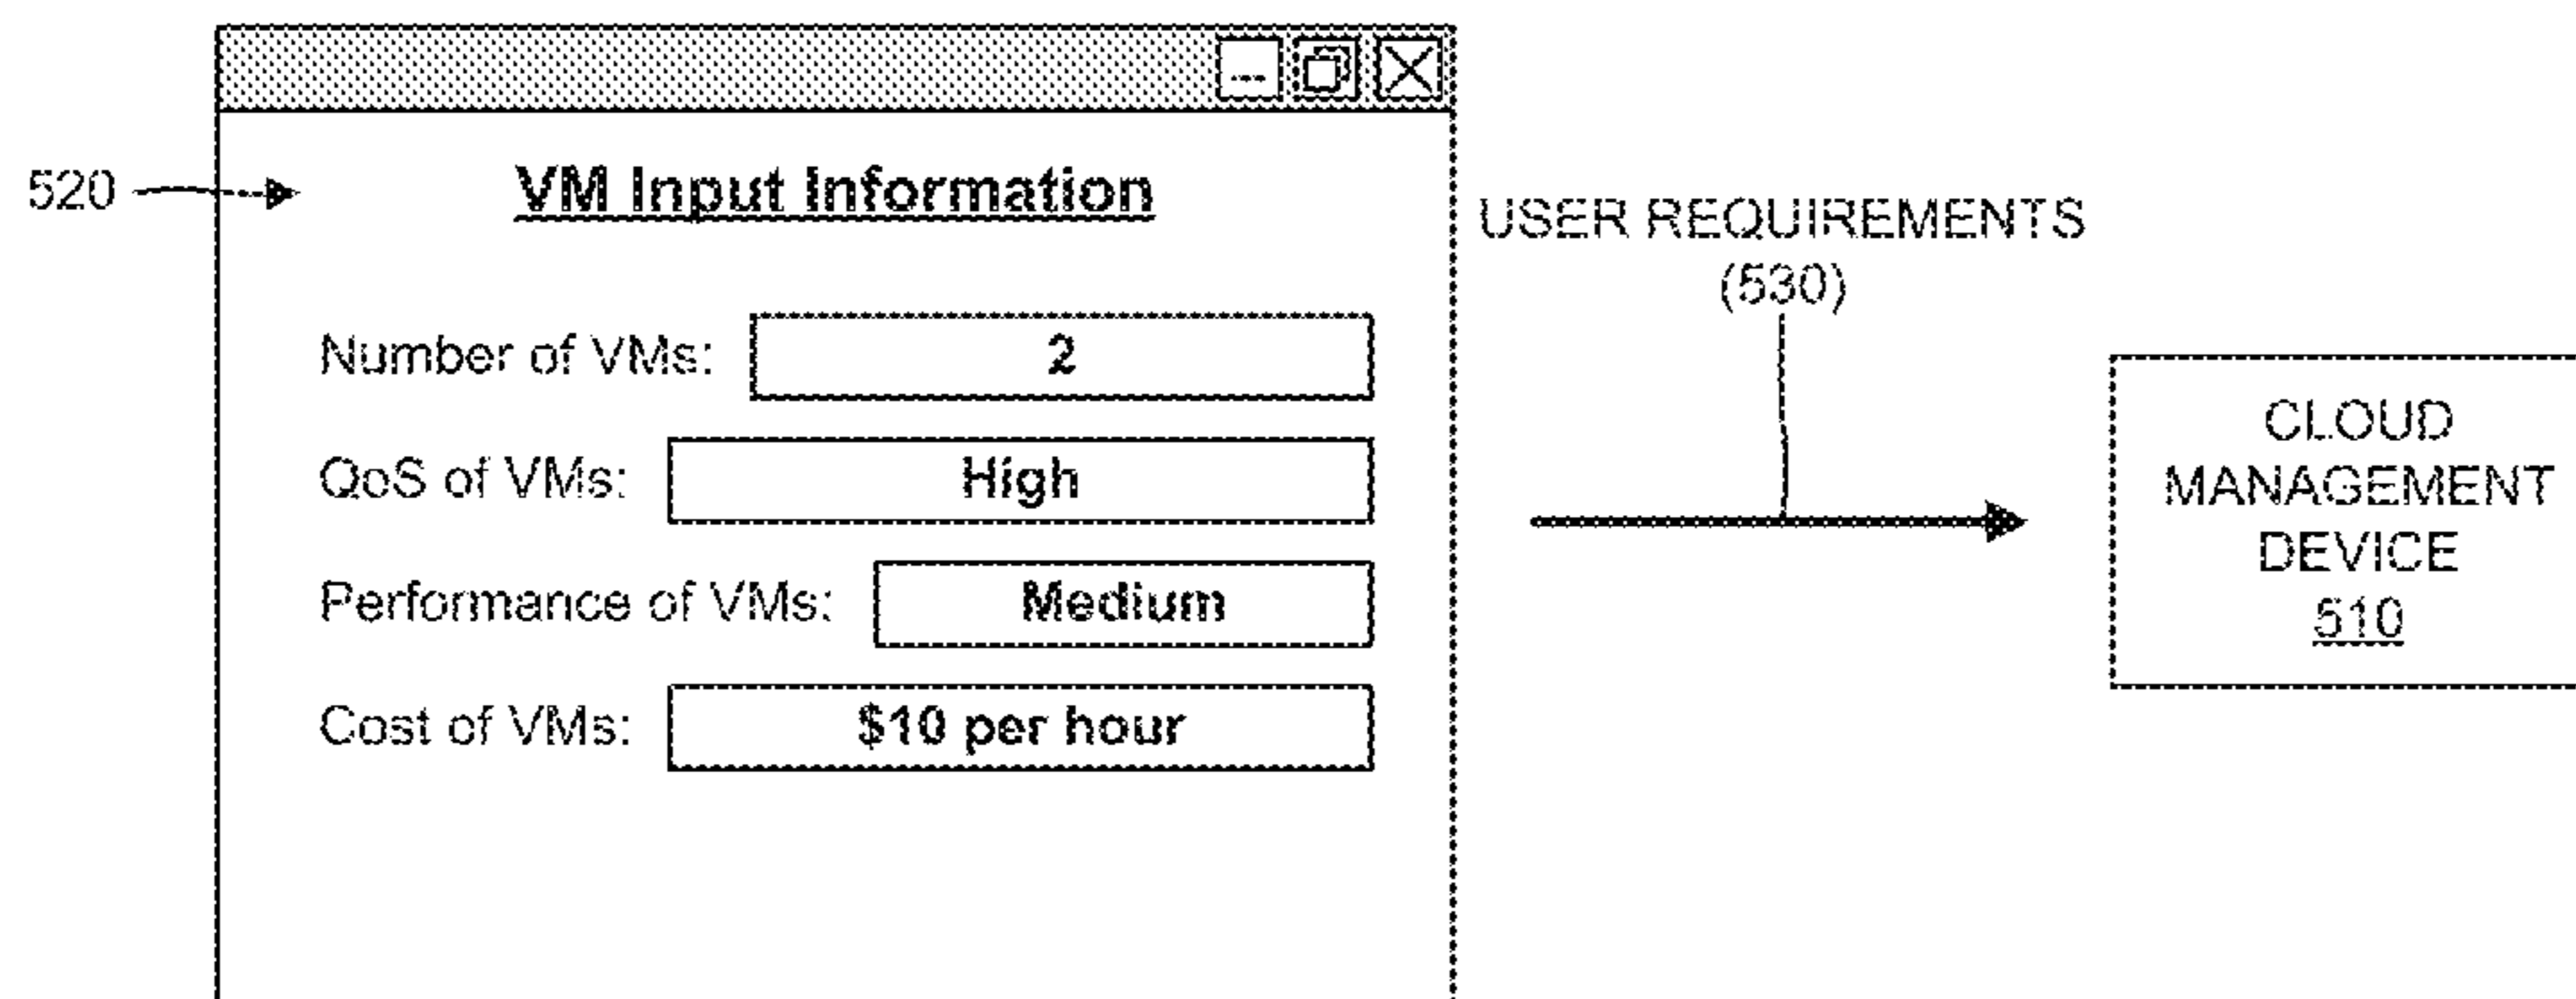 520
VM Input Information
Number of VMs: 2
QoS of VMs: High
Performance of VMs: Medium
Cost of VMs: $10 per hour
USER REQUIREMENTS
(530)
CLOUD
MANAGEMENT
DEVICE
510